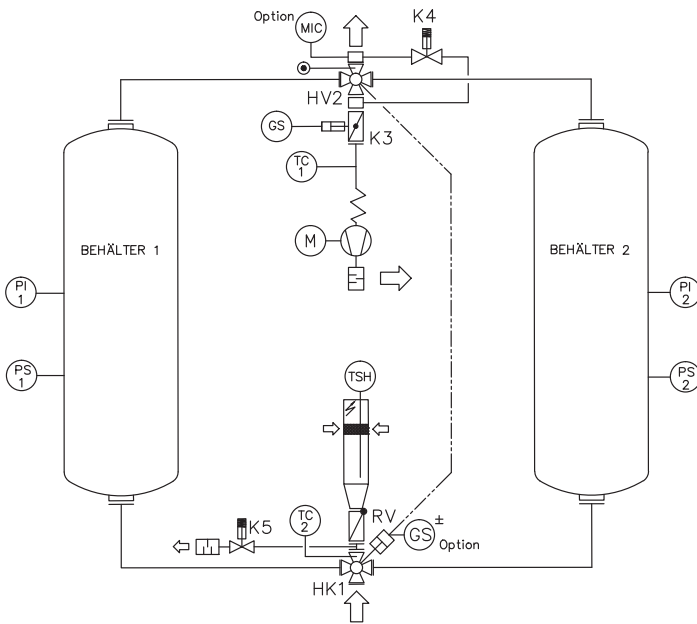 Option
MIC
K4
HV2
GS
K3
TC
1
M
BEHÄLTER 1
BEHÄLTER 2
PI
1
PI
2
PS
1
PS
2
TSH
TC
2
K5
RV
GS
±
Option
HK1